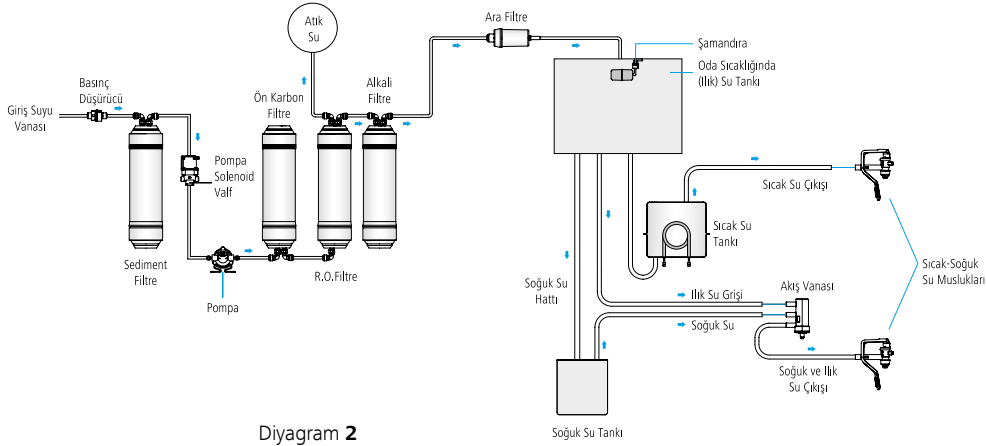 Atık
Su
Ara Filtre
Şamandıra
Oda Sıcaklığında
(Ilık) Su Tankı
Basınç
Düşürücü
Giriş Suyu
Vanası
Ön Karbon
Filtre
Alkali
Filtre
Pompa
Solenoid
Valf
Sıcak Su Çıkışı
Sıcak Su
Tankı
Sediment
Filtre
R.O.Filtre
Pompa
Soğuk Su
Hattı
Ilık Su Grişi
Soğuk Su
Akış Vanası
Sıcak-Soğuk
Su Muslukları
Soğuk ve Ilık
Su Çıkışı
Soğuk Su Tankı
Diyagram 2